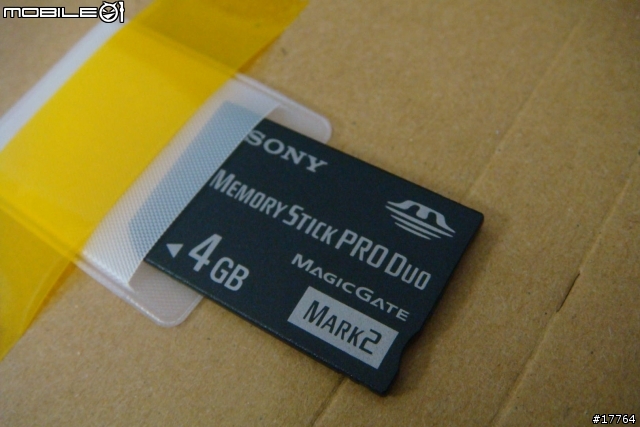 MOBILE01
SONY
MEMORY STICK PRO DUO
4GB
MAGICGATE
MARK2
#17764